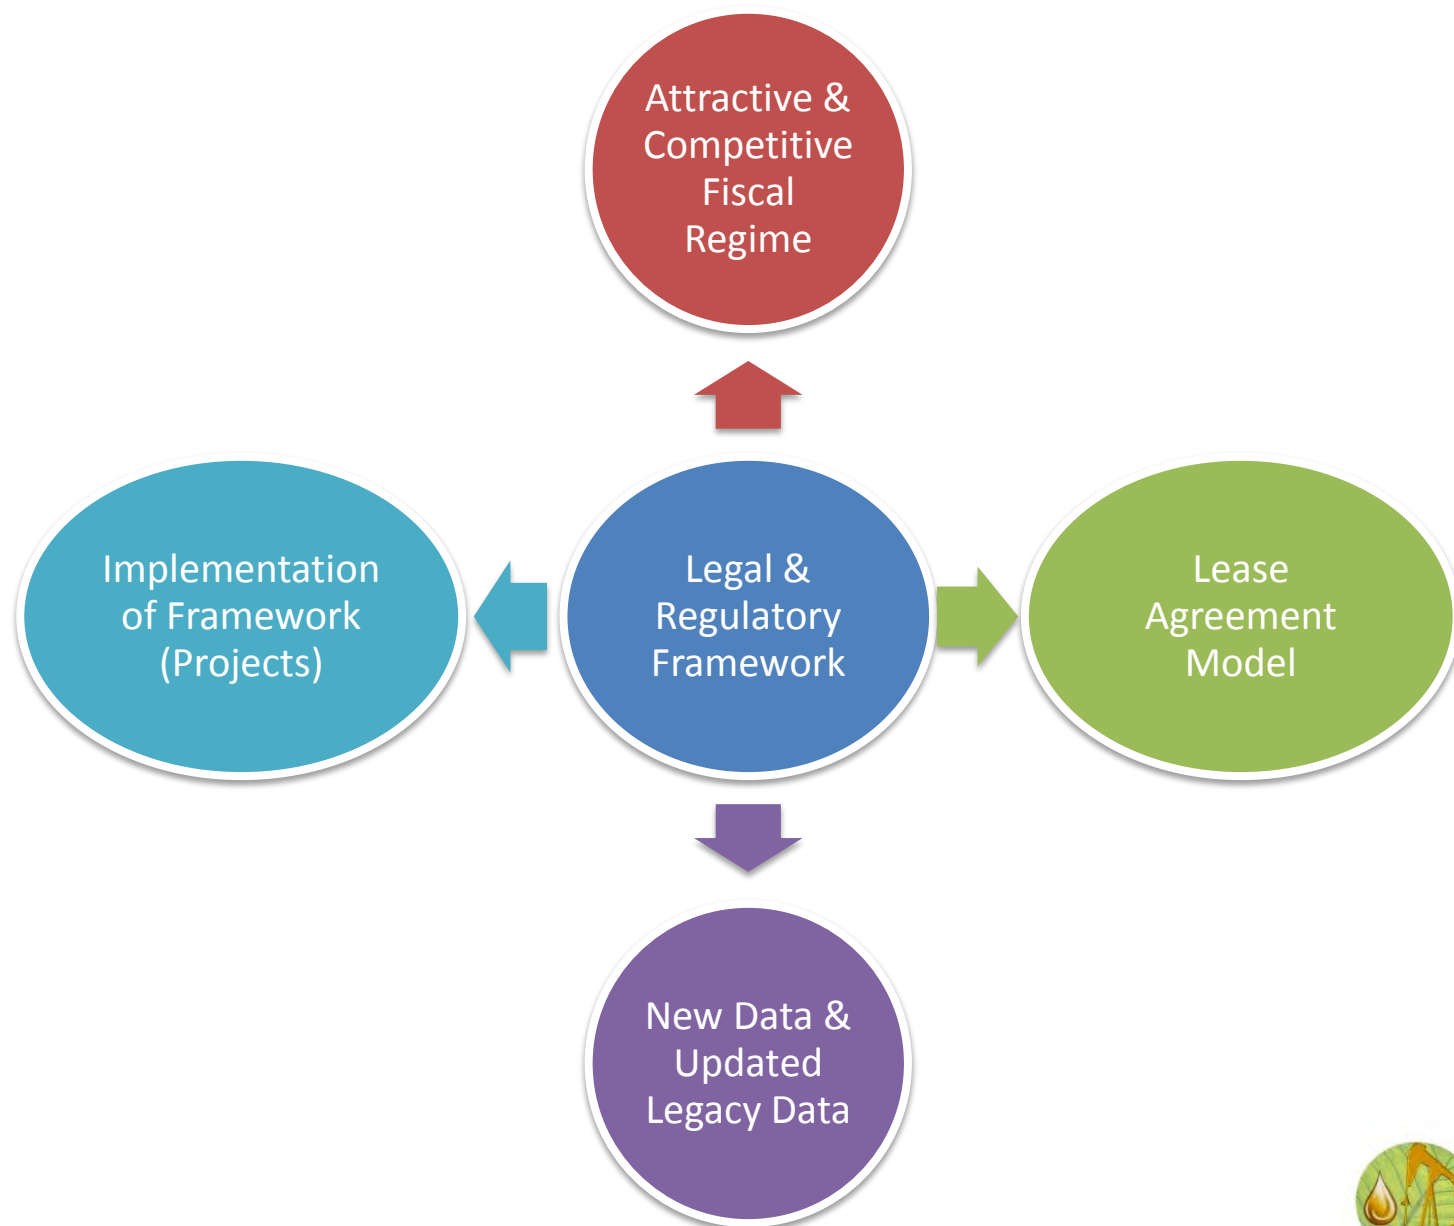 Attractive &
Competitive
Fiscal
Regime
Implementation
of Framework
(Projects)
Legal &
Regulatory
Framework
Lease
Agreement
Model
New Data &
Updated
Legacy Data